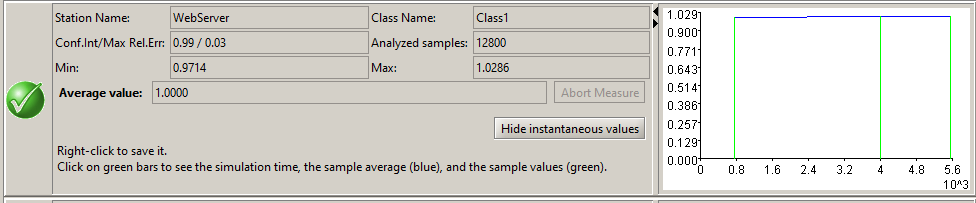 Station Name: WebServer Class Name: Class1
Conf.Int/Max Rel.Err: 0.99 / 0.03 Analyzed samples: 12800
Min: 0.9714 Max: 1.0286
Average value: 1.0000 Abort Measure
Hide instantaneous values
Right-click to save it.
Click on green bars to see the simulation time, the sample average (blue), and the sample values (green).
1.029
0.900
0.771
0.643
0.514
0.386
0.257
0.129
0.000
0 0.8 1.6 2.4 3.2 4 4.8 5.6
10^3